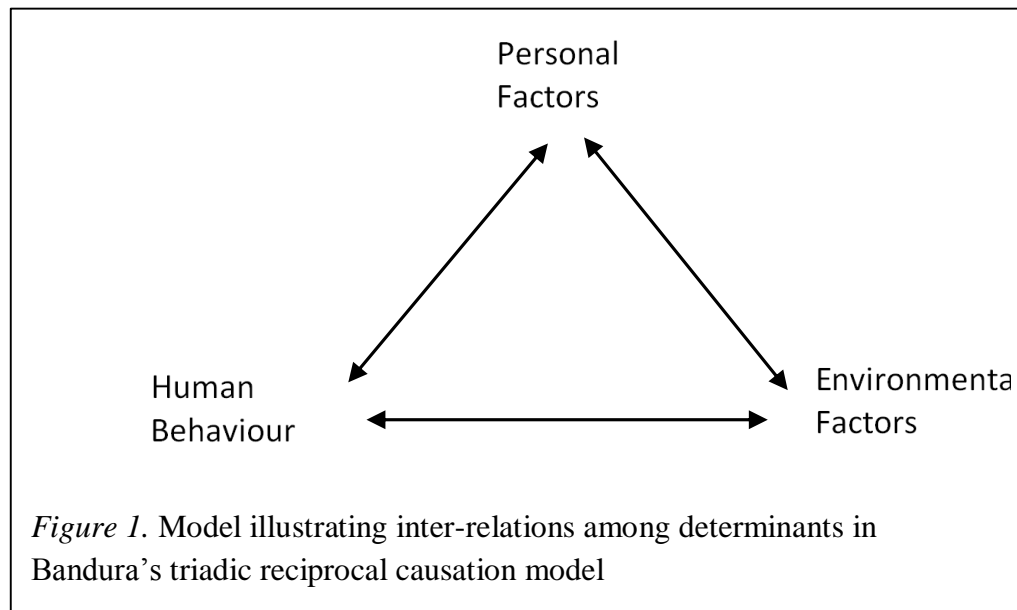 Personal
Factors
Human
Behaviour
Environmenta
Factors
Figure 1. Model illustrating inter-relations among determinants in
Bandura’s triadic reciprocal causation model